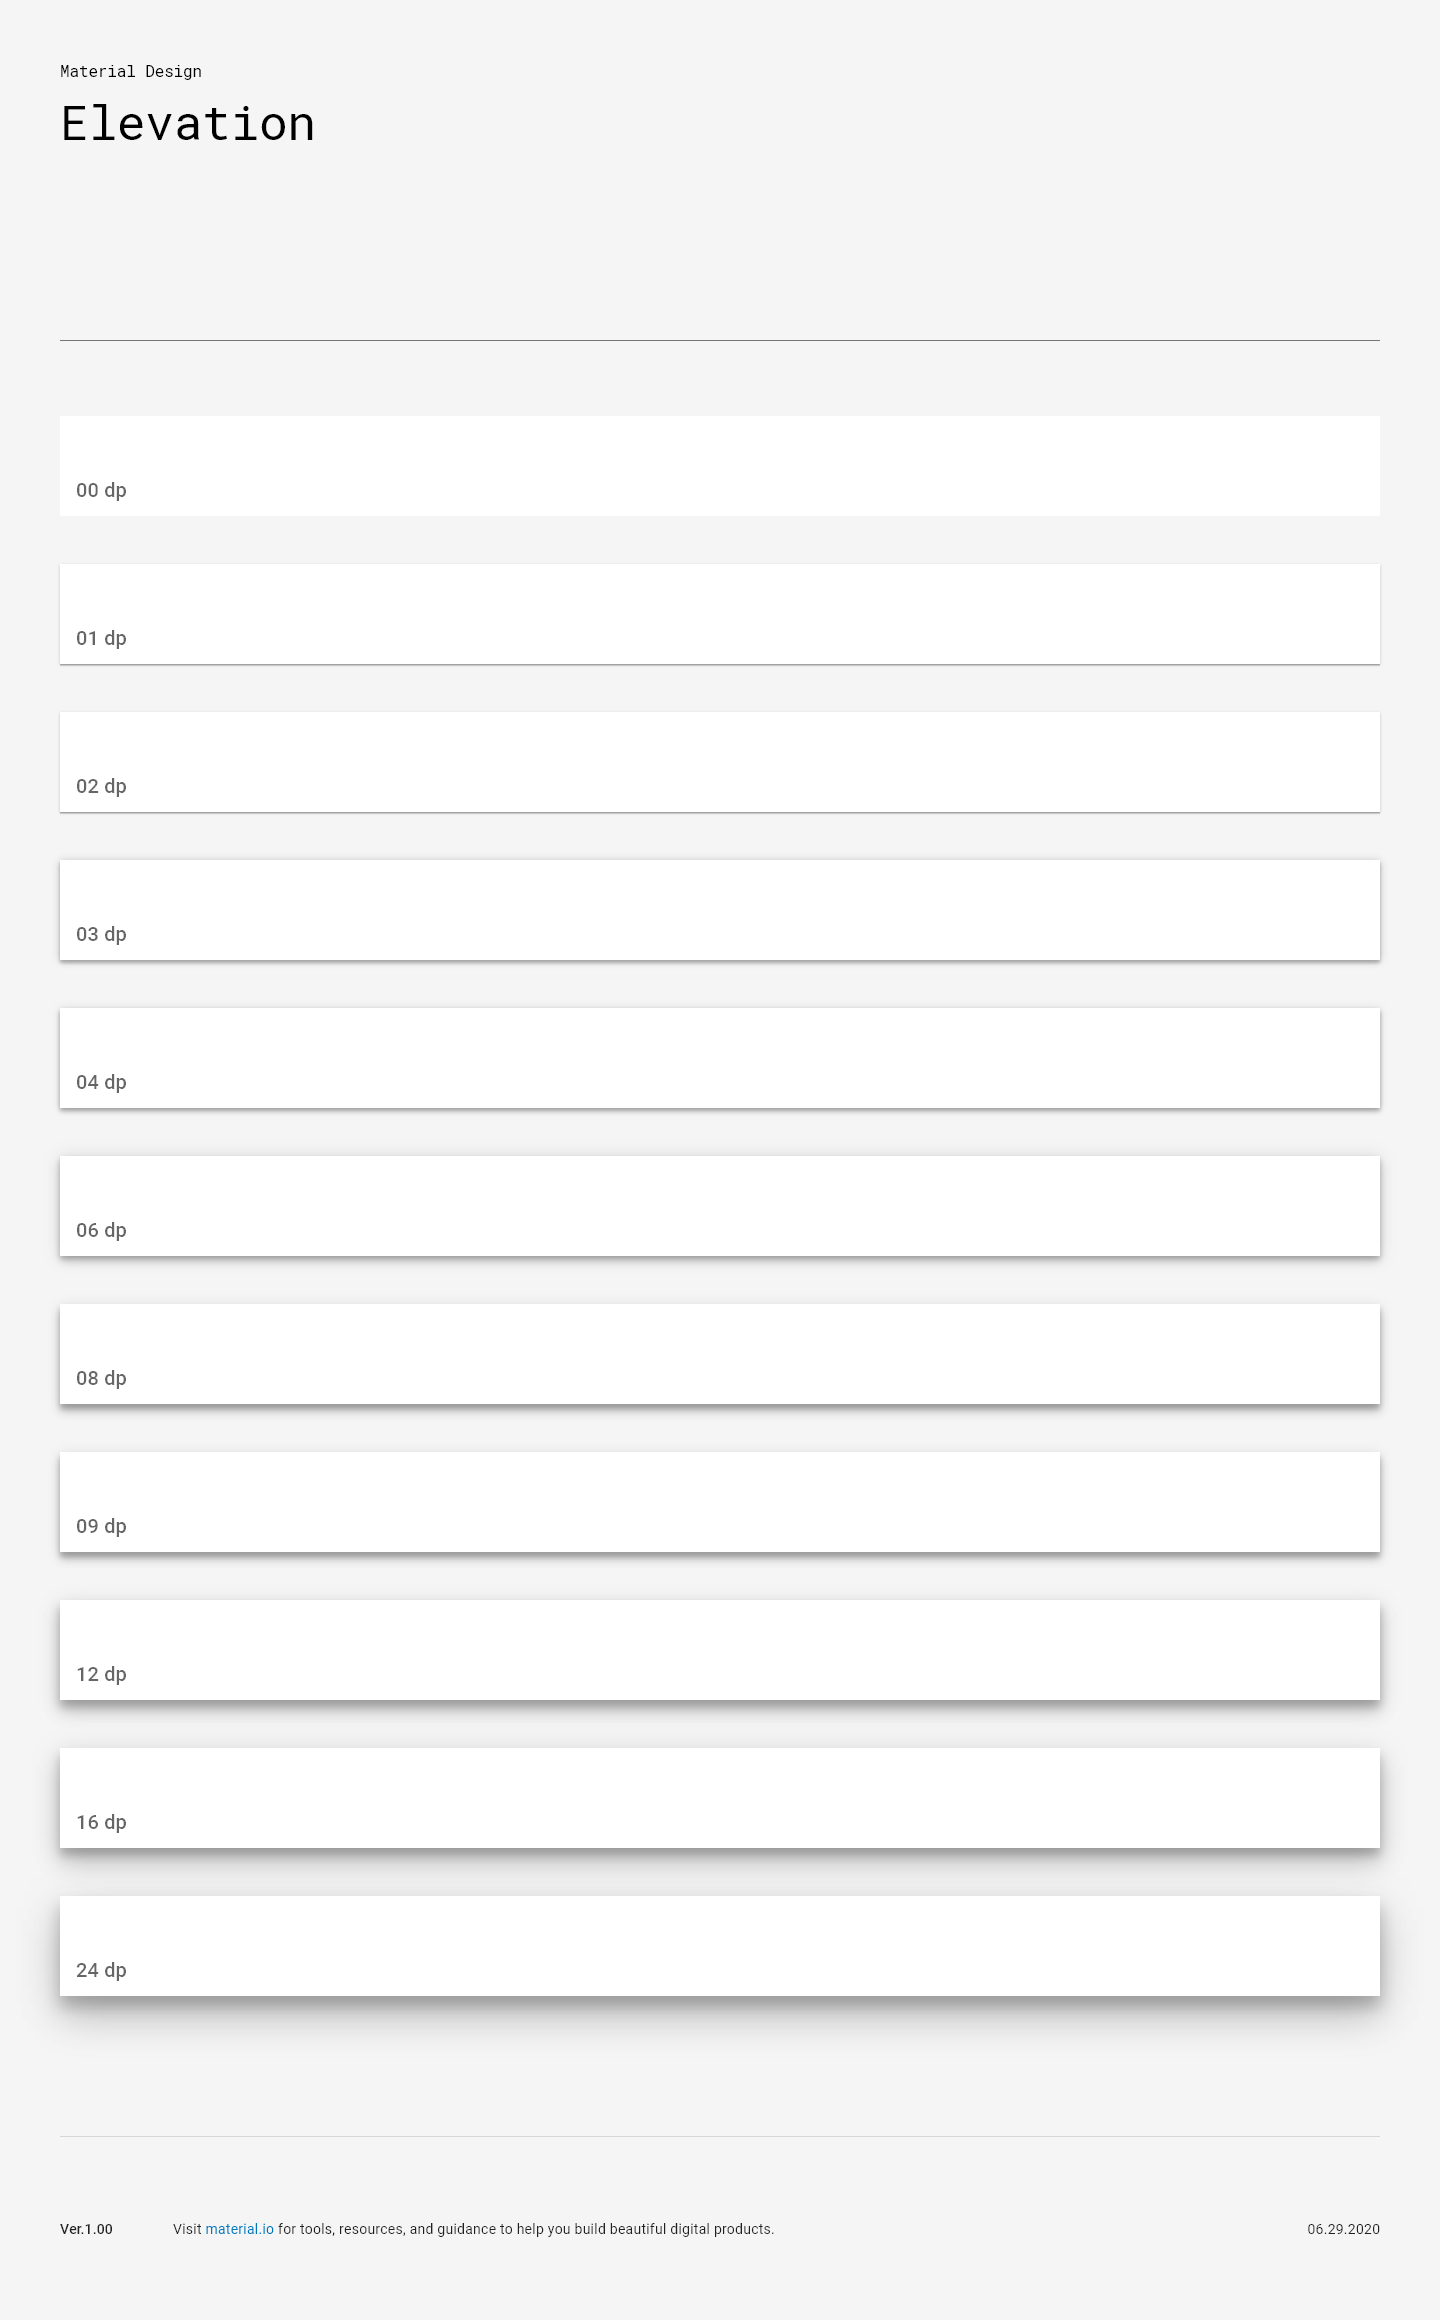 Material Design
Elevation
00 dp
01 dp
02 dp
03 dp
04 dp
06 dp
08 dp
09 dp
12 dp
16 dp
24 dp
Ver.1.00 Visit material.io for tools, resources, and guidance to help you build beautiful digital products. 06.29.2020